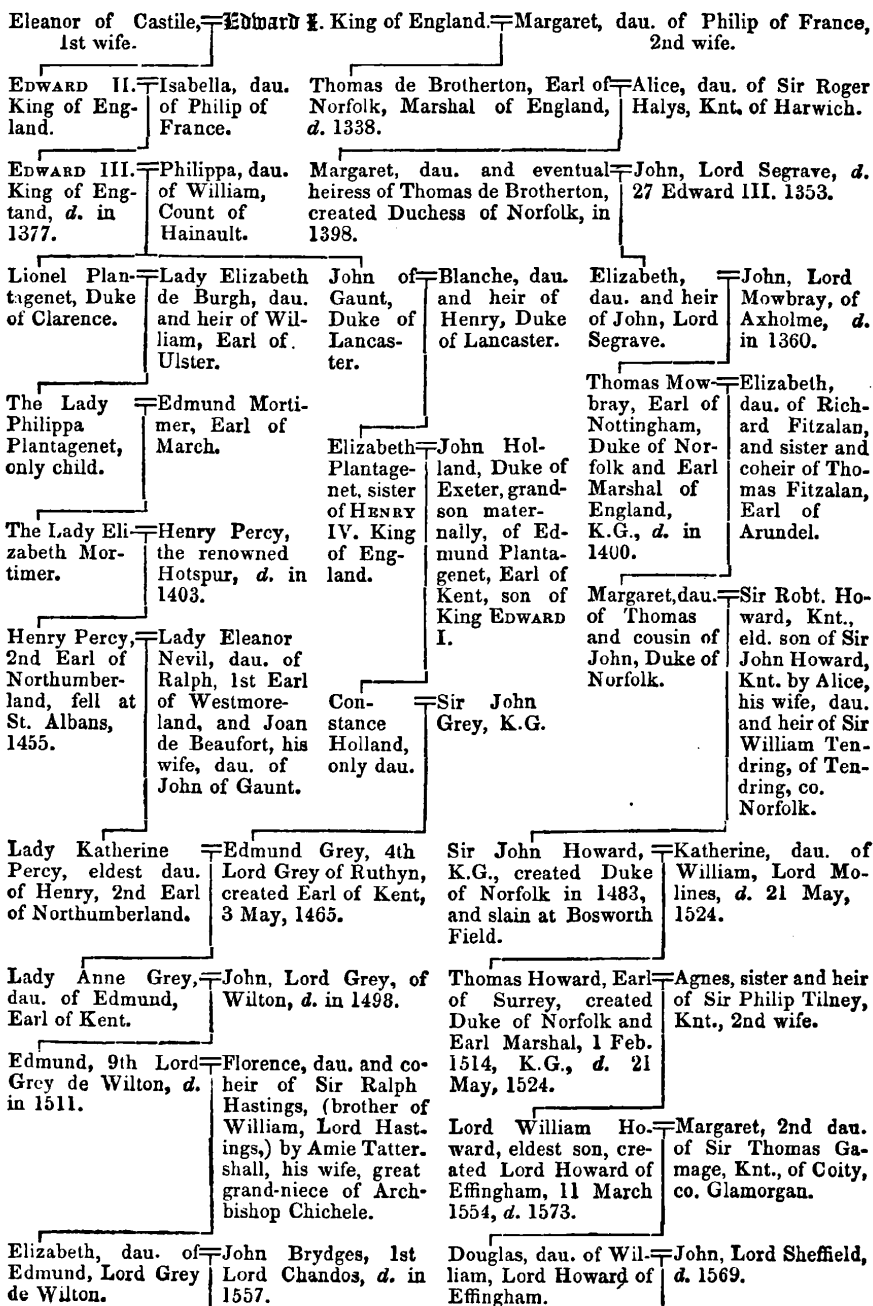 Eleanor of Castile, Edward I. King of England. Margaret, dau. of Philip of France,
1st wife. 2nd wife.
EDWARD II.
King of Eng-
land.
Isabella, dau.
of Philip of
France.
Thomas de Brotherton, Earl of
Norfolk, Marshal of England,
d. 1338.
Alice, dau. of Sir Roger
Halys, Knt. of Harwich.
EDWARD III.
King of Eng-
tand, d. in
1377.
Philippa, dau.
of William,
Count of
Hainault.
Margaret, dau. and eventual
heiress of Thomas de Brotherton,
created Duchess of Norfolk, in
1398.
John, Lord Segrave, d.
27 Edward III. 1353.
Lionel Plan-
tagenet, Duke
of Clarence.
Lady Elizabeth
de Burgh, dau.
and heir of Wil-
liam, Earl of
Ulster.
John of
Gaunt,
Duke of
Lancas-
ter.
Blanche, dau.
and heir of
Henry, Duke
of Lancaster.
Elizabeth,
dau. and heir
of John, Lord
Segrave.
John, Lord
Mowbray, of
Axholme, d.
in 1360.
The Lady
Philippa
Plantagenet,
only child.
Edmund Morti-
mer, Earl of
March.
Elizabeth
Plantage-
net, sister
of HENRY
IV. King
of Eng-
land.
John Hol-
land, Duke of
Exeter, grand-
son mater-
nally, of Ed-
mund Planta-
genet, Earl of
Kent, son of
King EDWARD
I.
Thomas Mow-
bray, Earl of
Nottingham,
Duke of Nor-
folk and Earl
Marshal of
England,
K.G., d. in
1400.
Elizabeth,
dau. of Rich-
ard Fitzalan,
and sister and
coheir of Tho-
mas Fitzalan,
Earl of
Arundel.
The Lady Eli-
zabeth Mor-
timer.
Henry Percy,
the renowned
Hotspur, d. in
1403.
Margaret, dau.
of Thomas
and cousin of
John, Duke of
Norfolk.
Sir Robt. Ho-
ward, Knt.,
eld. son of Sir
John Howard,
Knt. by Alice,
his wife, dau.
and heir of Sir
William Ten-
dring, of Ten-
dring, co.
Norfolk.
Henry Percy,
2nd Earl of
Northumber-
land, fell at
St. Albans,
1455.
Lady Eleanor
Nevil, dau. of
Ralph, 1st Earl
of Westmore-
land, and Joan
de Beaufort, his
wife, dau. of
John of Gaunt.
Con-
stance
Holland,
only dau.
Sir John
Grey, K.G.
Lady Katherine
Percy, eldest dau.
of Henry, 2nd Earl
of Northumberland.
Edmund Grey, 4th
Lord Grey of Ruthyn,
created Earl of Kent,
3 May, 1465.
Sir John Howard,
K.G., created Duke
of Norfolk in 1483,
and slain at Bosworth
Field.
Katherine, dau. of
William, Lord Mo-
lines, d. 21 May,
1524.
Lady Anne Grey,
dau. of Edmund,
Earl of Kent.
John, Lord Grey, of
Wilton, d. in 1498.
Thomas Howard, Earl
of Surrey, created
Duke of Norfolk and
Earl Marshal, 1 Feb.
1514, K.G., d. 21
May, 1524.
Agnes, sister and heir
of Sir Philip Tilney,
Knt., 2nd wife.
Edmund, 9th Lord
Grey de Wilton, d.
in 1511.
Florence, dau. and co-
heir of Sir Ralph
Hastings, (brother of
William, Lord Hast-
ings,) by Amie Tatter-
shall, his wife, great
grand-niece of Arch-
bishop Chichele.
Lord William Ho-
ward, eldest son, cre-
ated Lord Howard of
Effingham, 11 March
1554, d. 1573.
Margaret, 2nd dau.
of Sir Thomas Ga-
mage, Knt., of Coity,
co. Glamorgan.
Elizabeth, dau. of
Edmund, Lord Grey
de Wilton.
John Brydges, 1st
Lord Chandos, d. in
1557.
Douglas, dau. of Wil-
liam, Lord Howard of
Effingham.
John, Lord Sheffield,
d. 1569.